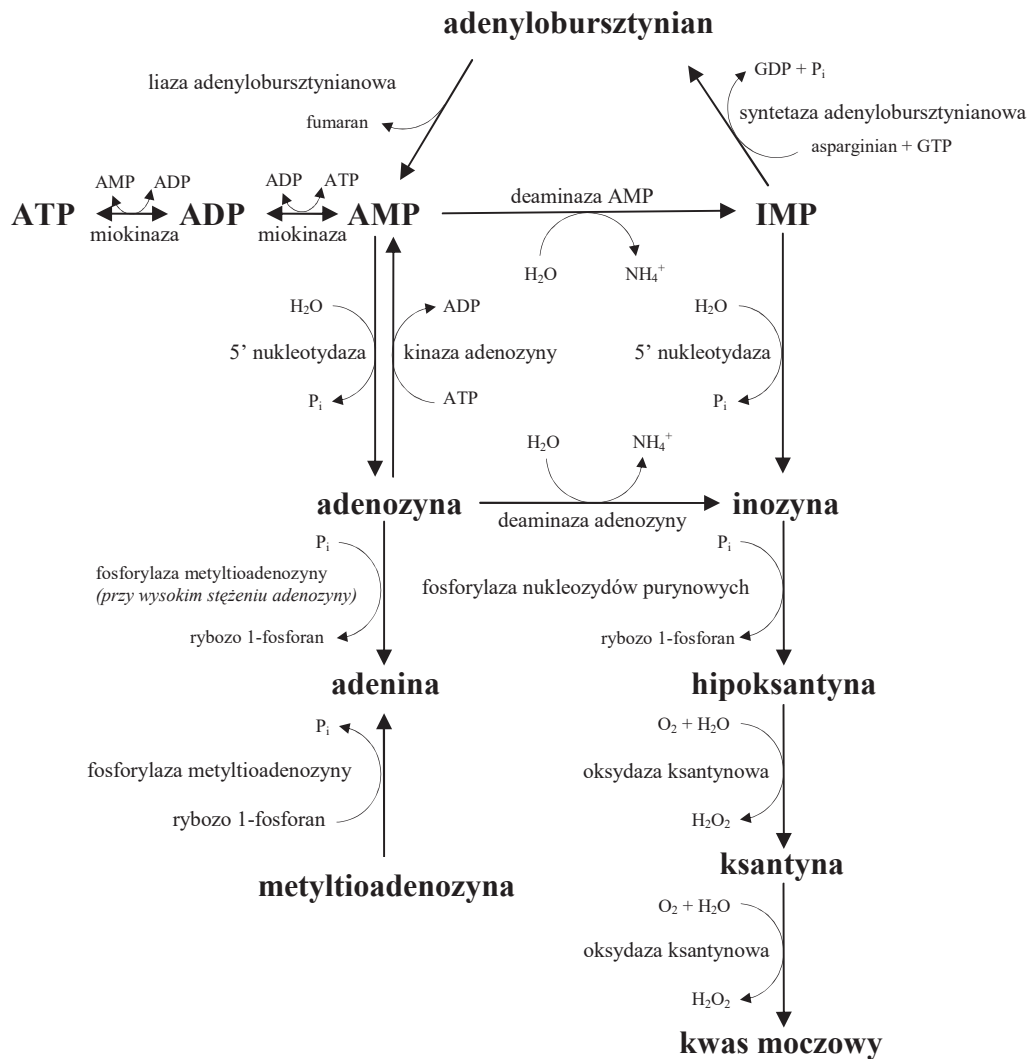 adenylobursztynian
liaza adenylobursztynianowa
fumaran
GDP + Pi
syntetaza adenylobursztynianowa
asparginian + GTP
AMP ADP
ADP ATP
ATP
ADP
AMP
deaminaza AMP
IMP
miokinaza
miokinaza
H2O
NH4+
H2O
ADP
H2O
5’ nukleotydaza
kinaza adenozyny
5’ nukleotydaza
Pi
ATP
Pi
H2O
NH4+
adenozyna
deaminaza adenozyny
inozyna
Pi
Pi
fosforylaza metyltioadenozyny
(przy wysokim stężeniu adenozyny)
fosforylaza nukleozydów purynowych
rybozo 1-fosforan
rybozo 1-fosforan
adenina
hipoksantyna
Pi
O2 + H2O
fosforylaza metyltioadenozyny
oksydaza ksantynowa
rybozo 1-fosforan
H2O2
metyltioadenozyna
ksantyna
O2 + H2O
oksydaza ksantynowa
H2O2
kwas moczowy